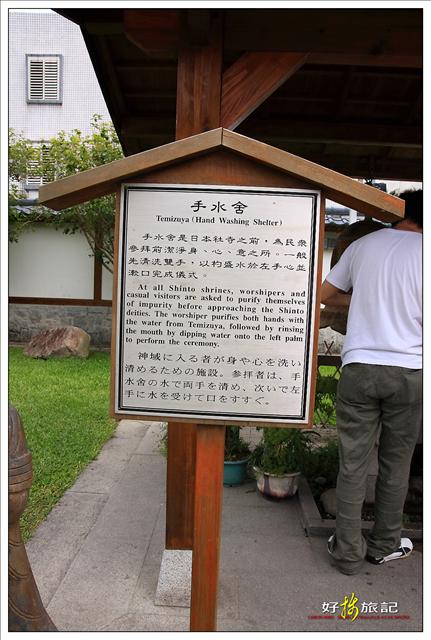 手水舍
Temizuya (Hand Washing Shelter)
手水舍是日本社寺之前，為民眾
參拜前潔淨身、心、意之所。一般
先清洗雙手，以杓盛水於左手心並
漱口完成儀式。
At all Shinto shrines, worshipers and
casual visitors are asked to purify themselves
of impurity before approaching the Shinto
deities. The worshiper purifies both hands with
the water from Temizuya, followed by rinsing
the mouth by dipping water onto the left palm
to perform the ceremony.
神域に入る者が身や心を洗い
清めるための施設。参拝者は、手
水舍の水で両手を清め、次いで左
手に水を受けて口をすすぐ。
好攝旅記